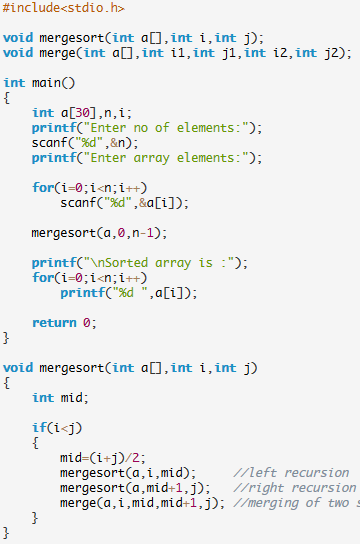 #include<stdio.h>
void mergesort(int a[],int i,int j);
void merge(int a[],int i1,int j1,int i2,int j2);
int main()
{
int a[30],n,i;
printf("Enter no of elements:");
scanf("%d",&n);
printf("Enter array elements:");
for(i=0;i<n;i++)
scanf("%d",&a[i]);
mergesort(a,0,n-1);
printf("\nSorted array is :");
for(i=0;i<n;i++)
printf("%d ",a[i]);
return 0;
}
void mergesort(int a[],int i,int j)
{
int mid;
if(i<j)
{
mid=(i+j)/2;
mergesort(a,i,mid); //left recursion
mergesort(a,mid+1,j); //right recursion
merge(a,i,mid,mid+1,j); //merging of two
}
}